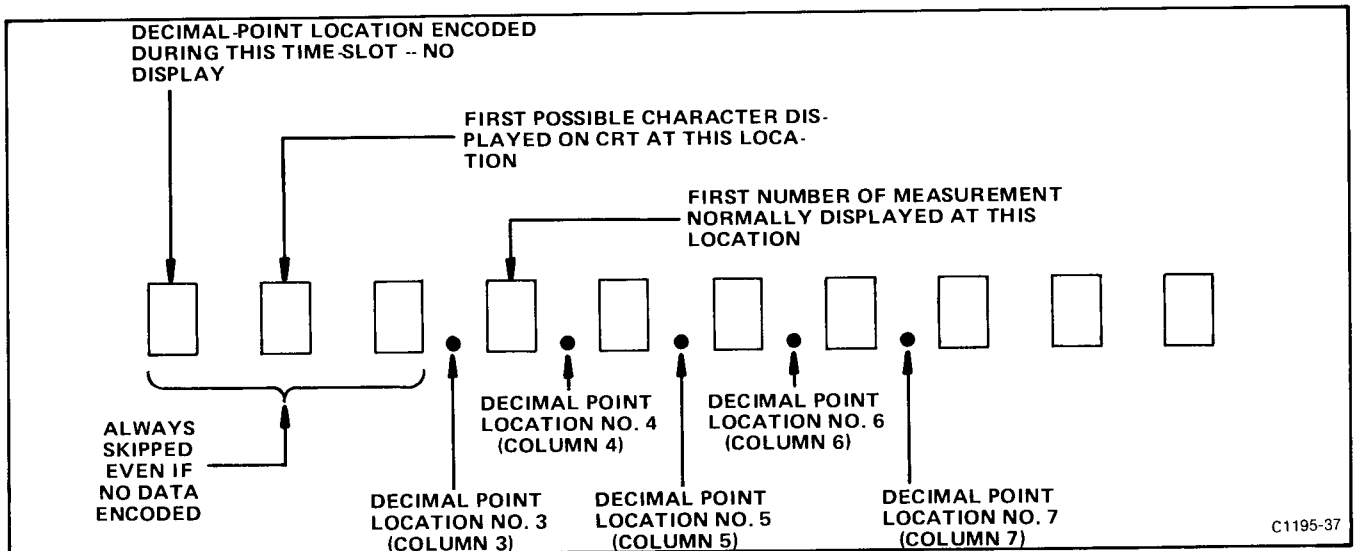 DECIMAL-POINT LOCATION ENCODED
DURING THIS TIME-SLOT -- NO
DISPLAY
FIRST POSSIBLE CHARACTER DIS-
PLAYED ON CRT AT THIS LOCA-
TION
FIRST NUMBER OF MEASUREMENT
NORMALLY DISPLAYED AT THIS
LOCATION
ALWAYS
SKIPPED
EVEN IF
NO DATA
ENCODED
DECIMAL POINT
LOCATION NO. 3
(COLUMN 3)
DECIMAL POINT
LOCATION NO. 4
(COLUMN 4)
DECIMAL POINT
LOCATION NO. 5
(COLUMN 5)
DECIMAL POINT
LOCATION NO. 6
(COLUMN 6)
DECIMAL POINT
LOCATION NO. 7
(COLUMN 7)
C1195-37